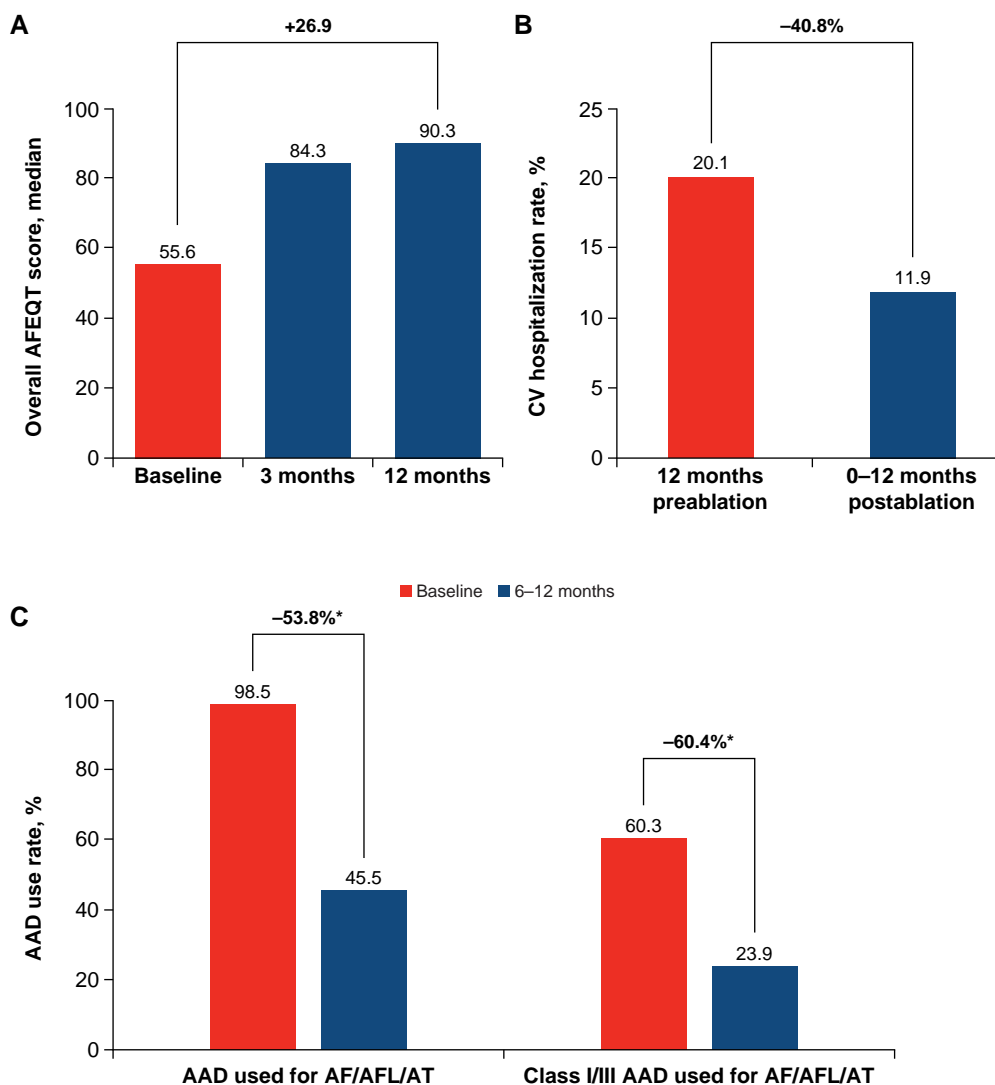 A
+26.9
Overall AFEQT score, median
100
80
60
40
20
0
55.6
84.3
90.3
Baseline
3 months
12 months
B
–40.8%
CV hospitalization rate, %
25
20
15
10
5
0
20.1
11.9
12 months
preablation
0–12 months
postablation
Baseline
6–12 months
C
–53.8%*
–60.4%*
AAD use rate, %
100
80
60
40
20
0
98.5
45.5
60.3
23.9
AAD used for AF/AFL/AT
Class I/III AAD used for AF/AFL/AT